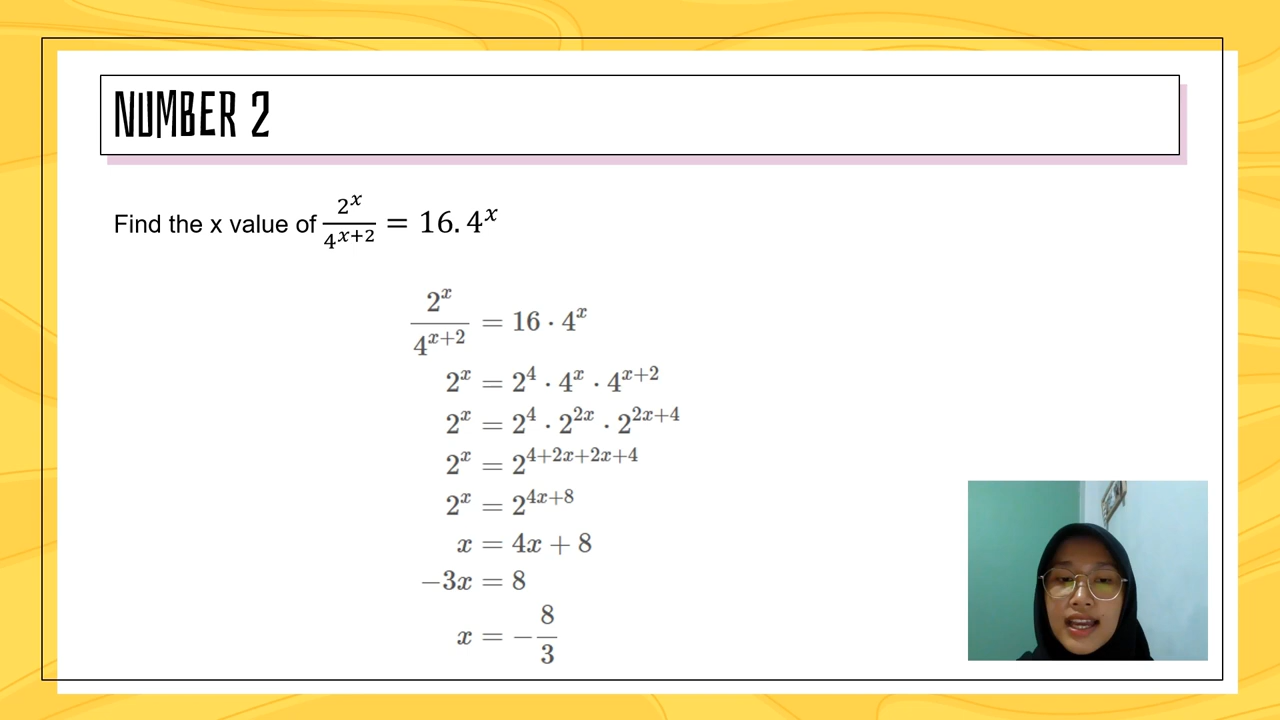 NUMBER 2
Find the x value of 2^x / 4^(x+2) = 16. 4^x
2^x / 4^(x+2) = 16 · 4^x
2^x = 2^4 · 4^x · 4^(x+2)
2^x = 2^4 · 2^(2x) · 2^(2x+4)
2^x = 2^(4+2x+2x+4)
2^x = 2^(4x+8)
x = 4x + 8
−3x = 8
x = −8/3